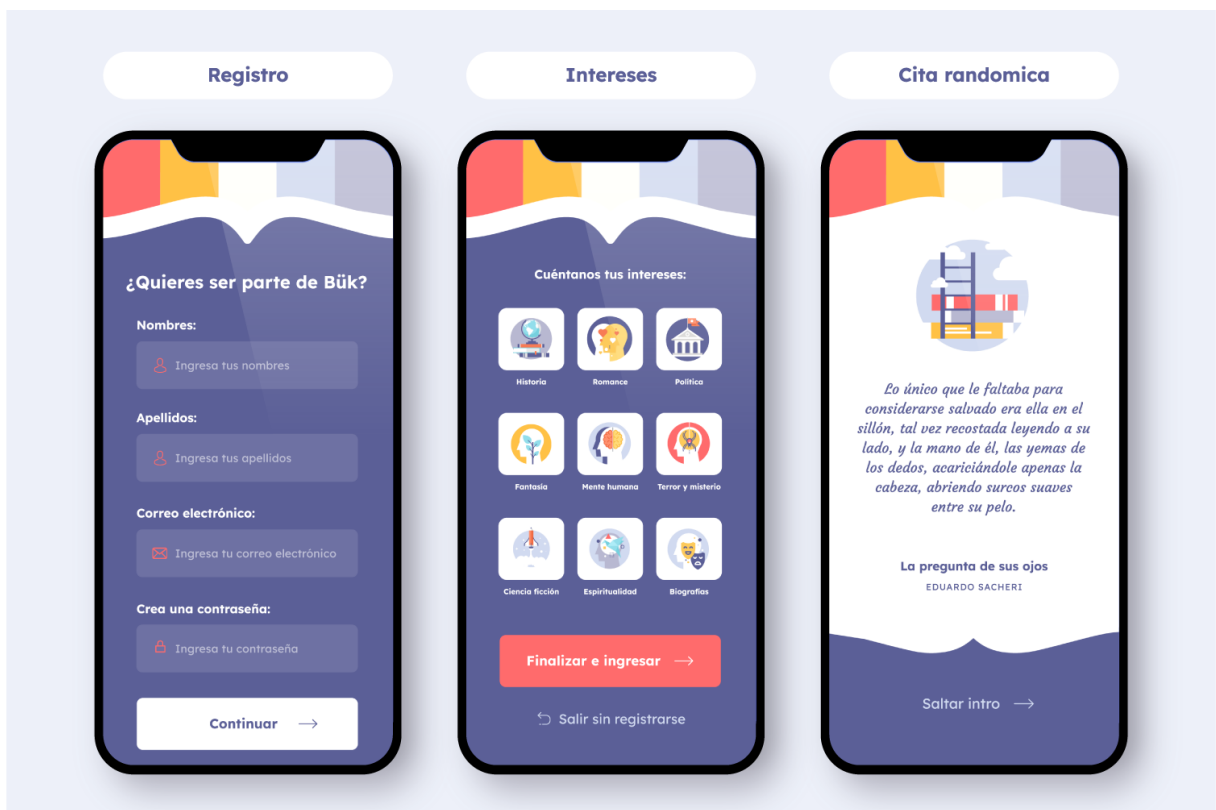 Registro
¿Quieres ser parte de Bük?
Nombres:
Ingresa tus nombres
Apellidos:
Ingresa tus apellidos
Correo electrónico:
Ingresa tu correo electrónico
Crea una contraseña:
Ingresa tu contraseña
Continuar
Intereses
Cuéntanos tus intereses:
Historia
Romance
Política
Fantasía
Mente humana
Terror y misterio
Ciencia ficción
Espiritualidad
Biografías
Finalizar e ingresar
Salir sin registrarse
Cita randomica
Lo único que le faltaba para
considerarse salvado era ella en el
sillón, tal vez recostada leyendo a su
lado, y la mano de él, las yemas de
los dedos, acariciándole apenas la
cabeza, abriendo surcos suaves
entre su pelo.
La pregunta de sus ojos
EDUARDO SACHERI
Saltar intro